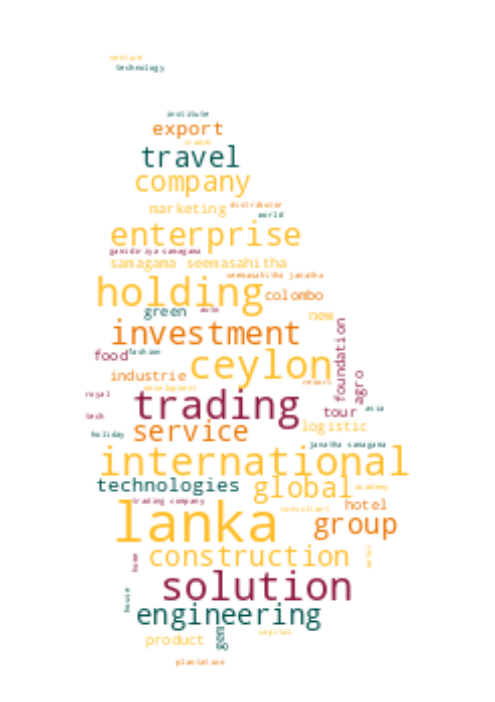 venture
technology
institute
export
trader
travel
company
marketing distributor
world
enterprise
gamidiriya samagama
samagama seemasahitha
seemasahitha janatha
holding colombo
green auto new
investment foundation
food fashion
ceylon
industrie resort agro
development
royal trading tour asia
tech
service logistic
holiday janatha samagama
international
technologies global academy
trading company hotel
lanka consultant
group
construction motor
home
solution
house engineering
gem capital
product
plantation